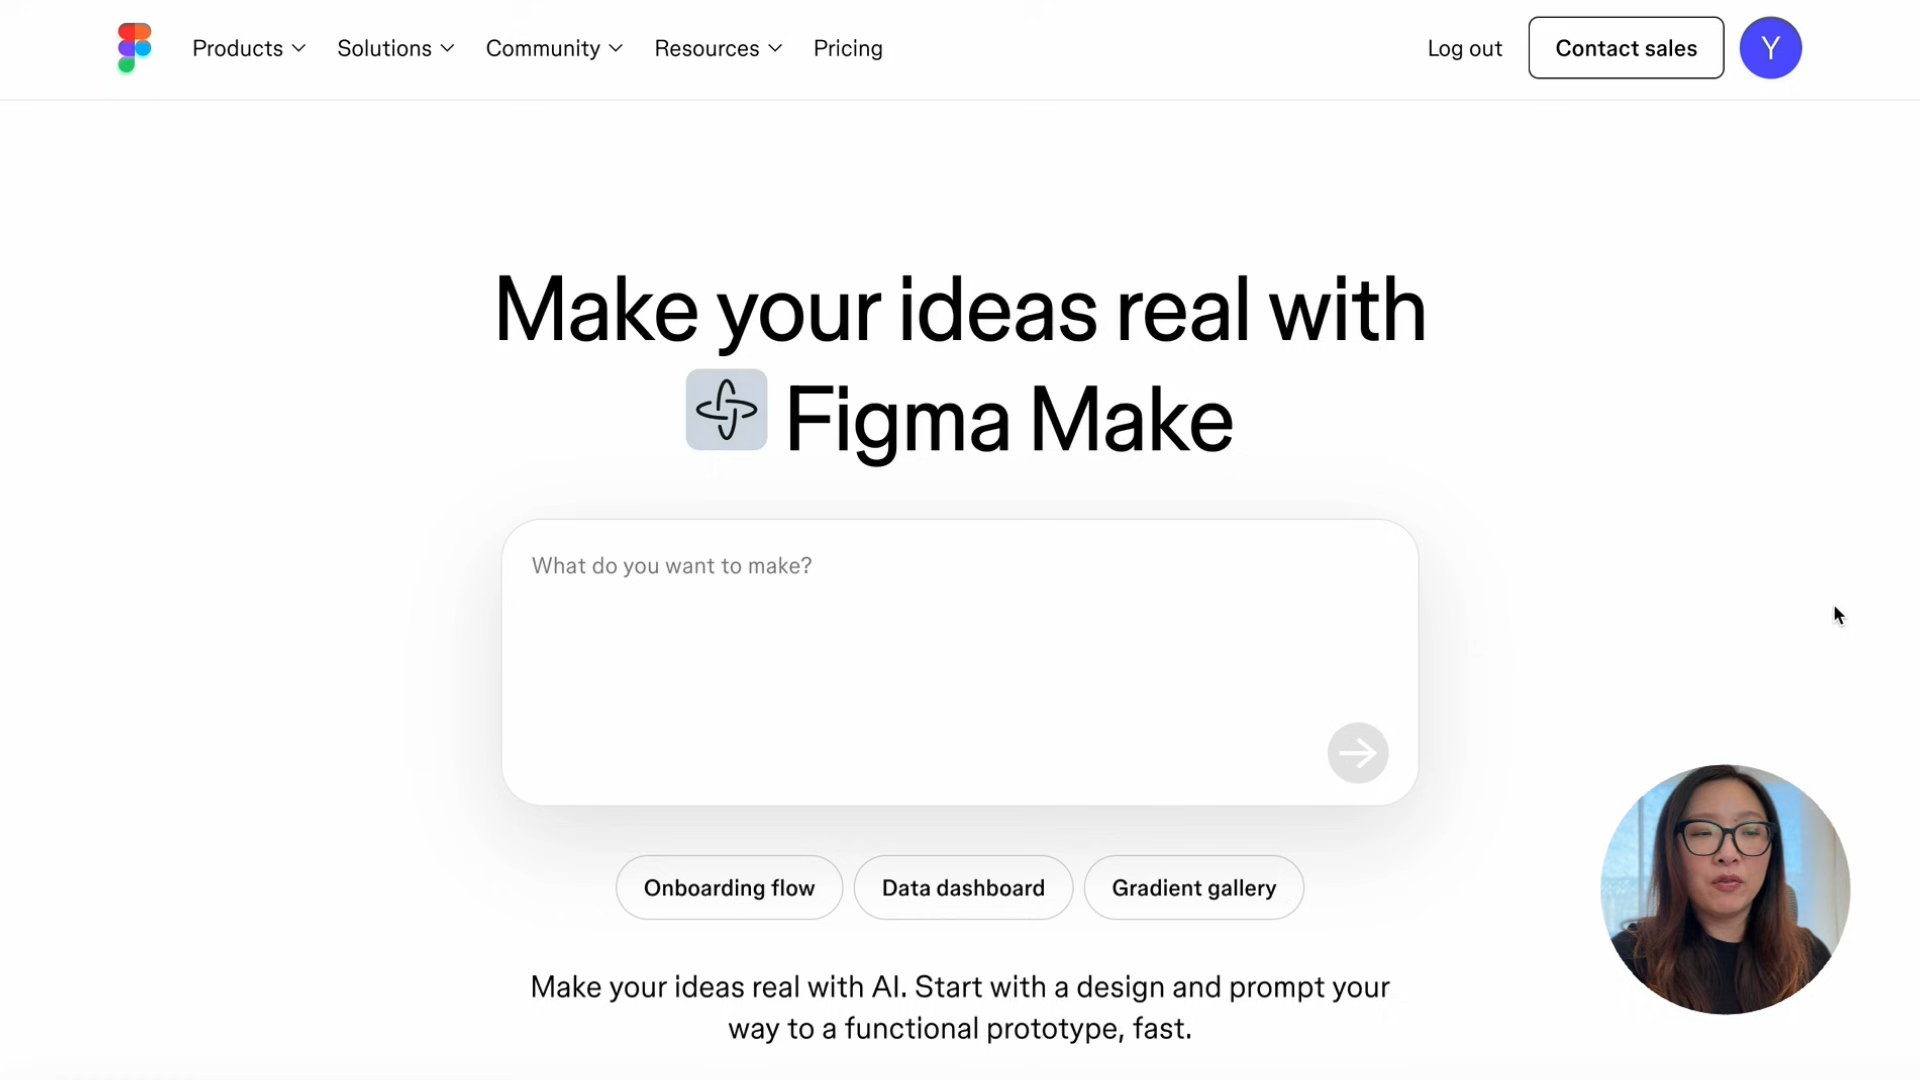 Products
Solutions
Community
Resources
Pricing
Log out
Contact sales
Y
Make your ideas real with
Figma Make
What do you want to make?
Onboarding flow
Data dashboard
Gradient gallery
Make your ideas real with AI. Start with a design and prompt your
way to a functional prototype, fast.